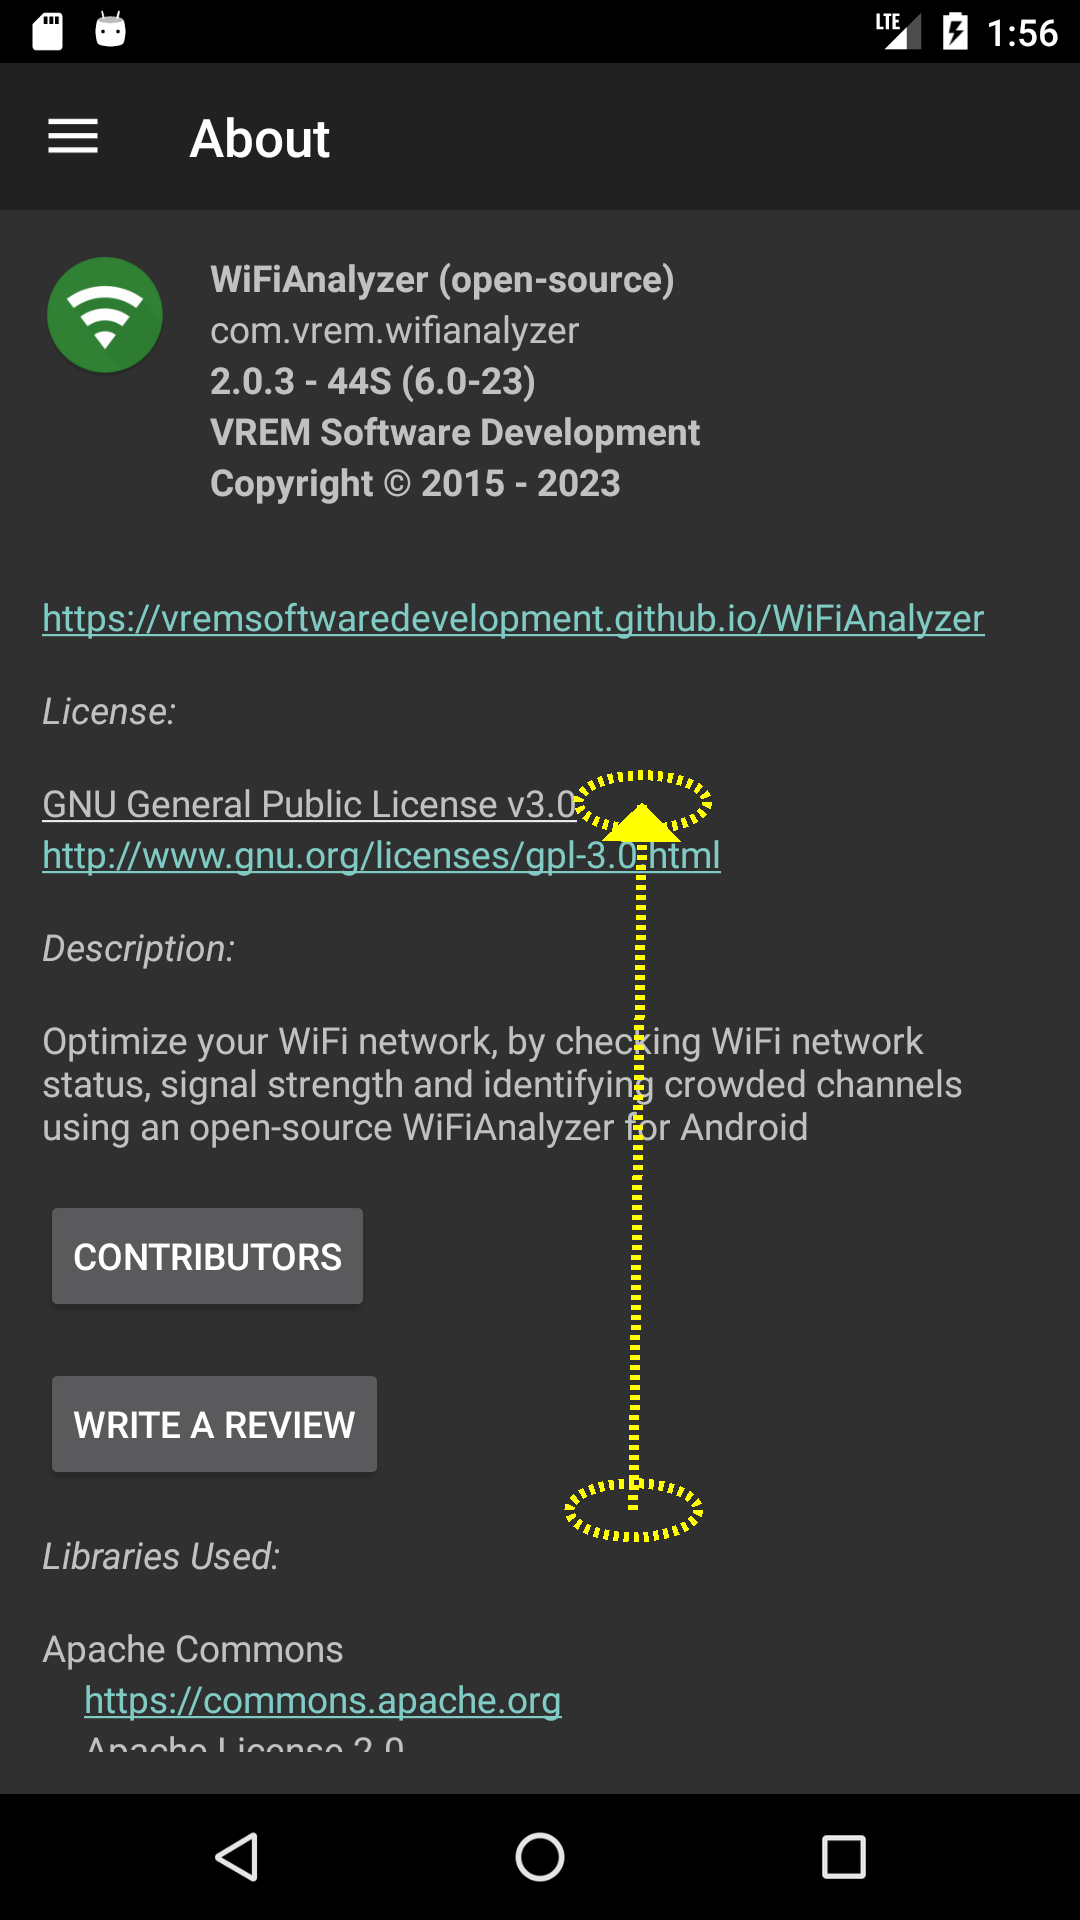 LTE 1:56
About
WiFiAnalyzer (open-source)
com.vrem.wifianalyzer
2.0.3 - 44S (6.0-23)
VREM Software Development
Copyright © 2015 - 2023
https://vremsoftwaredevelopment.github.io/WiFiAnalyzer
License:
GNU General Public License v3.0
http://www.gnu.org/licenses/gpl-3.0.html
Description:
Optimize your WiFi network, by checking WiFi network
status, signal strength and identifying crowded channels
using an open-source WiFiAnalyzer for Android
CONTRIBUTORS
WRITE A REVIEW
Libraries Used:
Apache Commons
https://commons.apache.org
Apache License 2.0